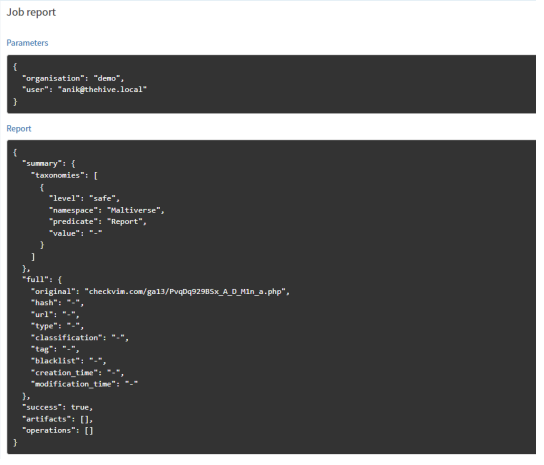 Job report
Parameters
{
  "organisation": "demo",
  "user": "anik@thehive.local"
}
Report
{
  "summary": {
    "taxonomies": [
      {
        "level": "safe",
        "namespace": "Maltiverse",
        "predicate": "Report",
        "value": "-"
      }
    ]
  },
  "full": {
    "original": "checkvim.com/ga13/PvqDq929BSx_A_D_M1n_a.php",
    "hash": "-",
    "url": "-",
    "type": "-",
    "classification": "-",
    "tag": "-",
    "blacklist": "-",
    "creation_time": "-",
    "modification_time": "-"
  },
  "success": true,
  "artifacts": [],
  "operations": []
}